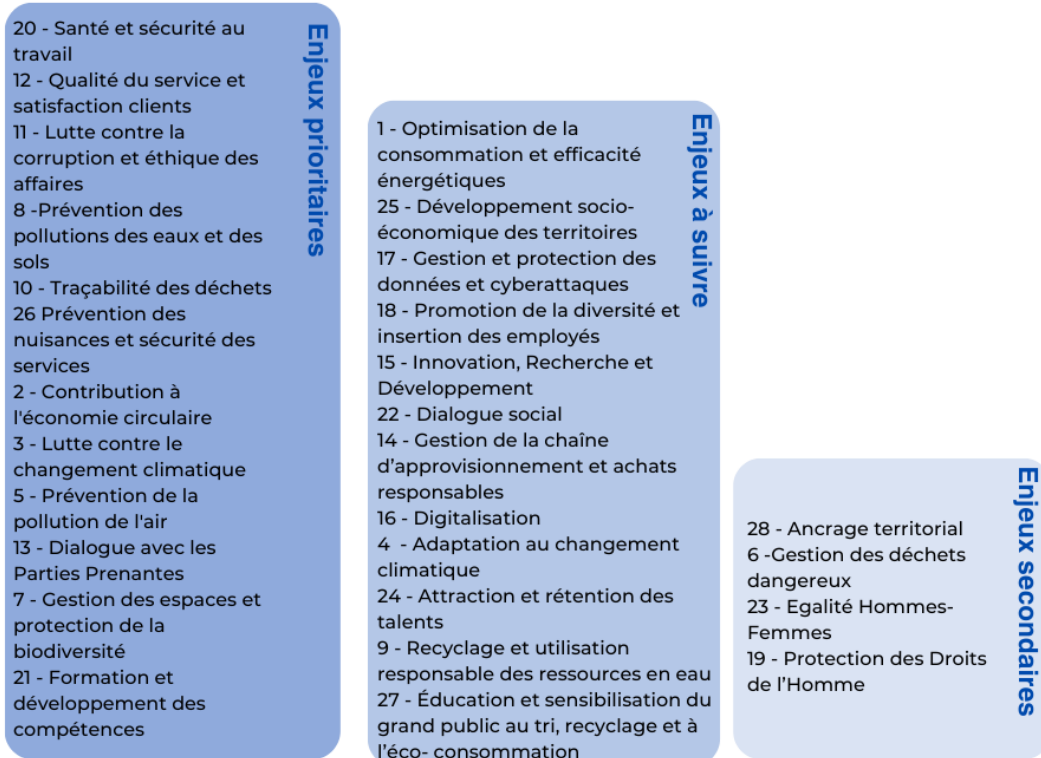 Enjeux prioritaires
20 - Santé et sécurité au
travail
12 - Qualité du service et
satisfaction clients
11 - Lutte contre la
corruption et éthique des
affaires
8 -Prévention des
pollutions des eaux et des
sols
10 - Traçabilité des déchets
26 Prévention des
nuisances et sécurité des
services
2 - Contribution à
l'économie circulaire
3 - Lutte contre le
changement climatique
5 - Prévention de la
pollution de l'air
13 - Dialogue avec les
Parties Prenantes
7 - Gestion des espaces et
protection de la
biodiversité
21 - Formation et
développement des
compétences
Enjeux à suivre
1 - Optimisation de la
consommation et efficacité
énergétiques
25 - Développement socio-
économique des territoires
17 - Gestion et protection des
données et cyberattaques
18 - Promotion de la diversité et
insertion des employés
15 - Innovation, Recherche et
Développement
22 - Dialogue social
14 - Gestion de la chaîne
d’approvisionnement et achats
responsables
16 - Digitalisation
4  - Adaptation au changement
climatique
24 - Attraction et rétention des
talents
9 - Recyclage et utilisation
responsable des ressources en eau
27 - Éducation et sensibilisation du
grand public au tri, recyclage et à
l’éco- consommation
Enjeux secondaires
28 - Ancrage territorial
6 -Gestion des déchets
dangereux
23 - Egalité Hommes-
Femmes
19 - Protection des Droits
de l’Homme